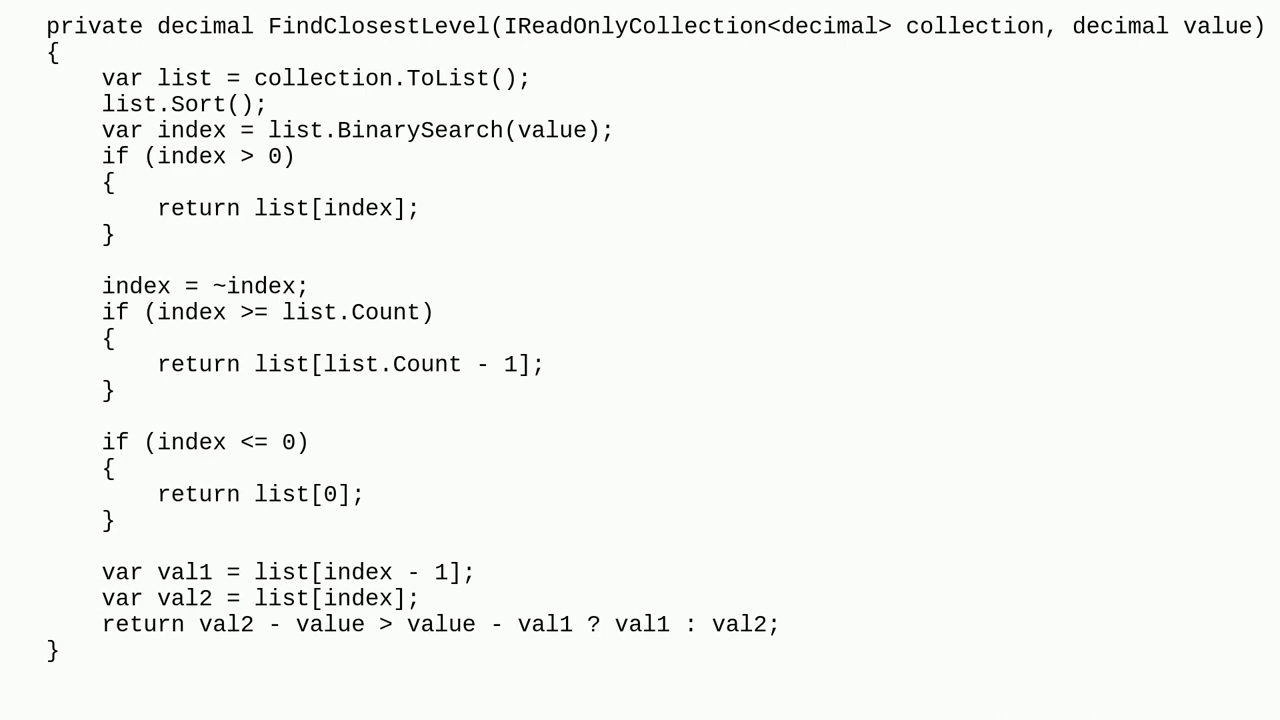 private decimal FindClosestLevel(IReadOnlyCollection<decimal> collection, decimal value)
{
    var list = collection.ToList();
    list.Sort();
    var index = list.BinarySearch(value);
    if (index > 0)
    {
        return list[index];
    }

    index = ~index;
    if (index >= list.Count)
    {
        return list[list.Count - 1];
    }

    if (index <= 0)
    {
        return list[0];
    }

    var val1 = list[index - 1];
    var val2 = list[index];
    return val2 - value > value - val1 ? val1 : val2;
}